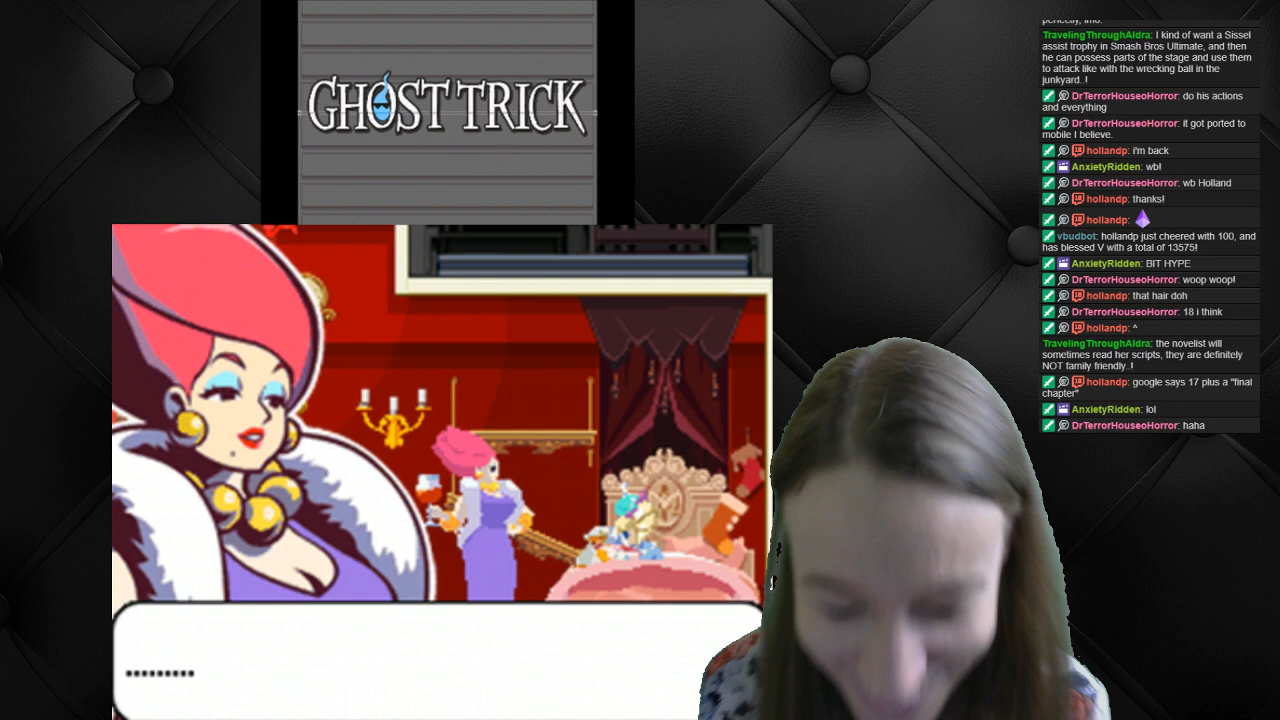 GHOST TRICK
.........
TravelingThroughAldra: I kind of want a Sissel
assist trophy in Smash Bros Ultimate, and then
he can possess parts of the stage and use them
to attack like with the wrecking ball in the
junkyard..!
DrTerrorHouseoHorror: do his actions
and everything
DrTerrorHouseoHorror: it got ported to
mobile I believe.
hollandp: i'm back
AnxietyRidden: wb!
DrTerrorHouseoHorror: wb Holland
hollandp: thanks!
hollandp:
vbudbot: hollandp just cheered with 100, and
has blessed V with a total of 13575!
AnxietyRidden: BIT HYPE
DrTerrorHouseoHorror: woop woop!
hollandp: that hair doh
DrTerrorHouseoHorror: 18 i think
hollandp: ^
TravelingThroughAldra: the novelist will
sometimes read her scripts, they are definitely
NOT family friendly..!
hollandp: google says 17 plus a "final
chapter"
AnxietyRidden: lol
DrTerrorHouseoHorror: haha